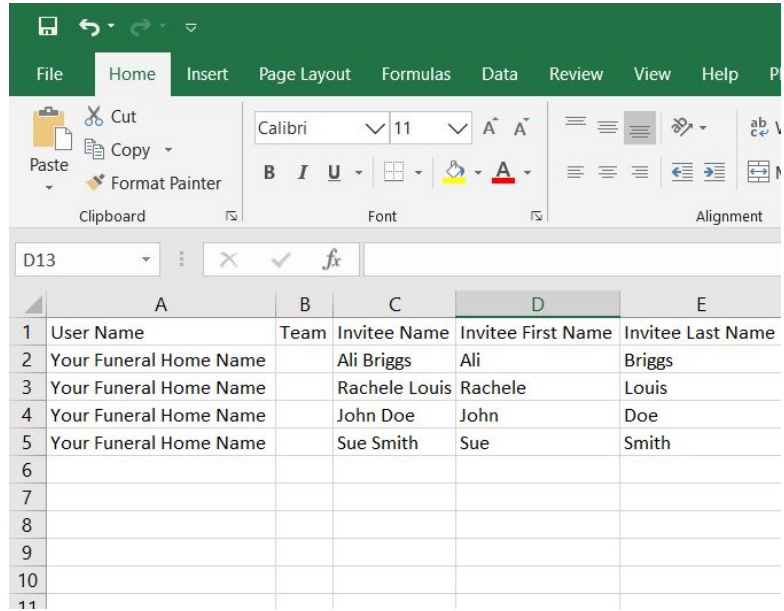 File Home Insert Page Layout Formulas Data Review View Help
Cut
Copy
Format Painter
Paste
Clipboard
Calibri 11 A A
B I U A
Font
ab
c
Alignment
D13 fx
A B C D E
1 User Name Team Invitee Name Invitee First Name Invitee Last Name
2 Your Funeral Home Name Ali Briggs Ali Briggs
3 Your Funeral Home Name Rachele Louis Rachele Louis
4 Your Funeral Home Name John Doe John Doe
5 Your Funeral Home Name Sue Smith Sue Smith
6
7
8
9
10
11